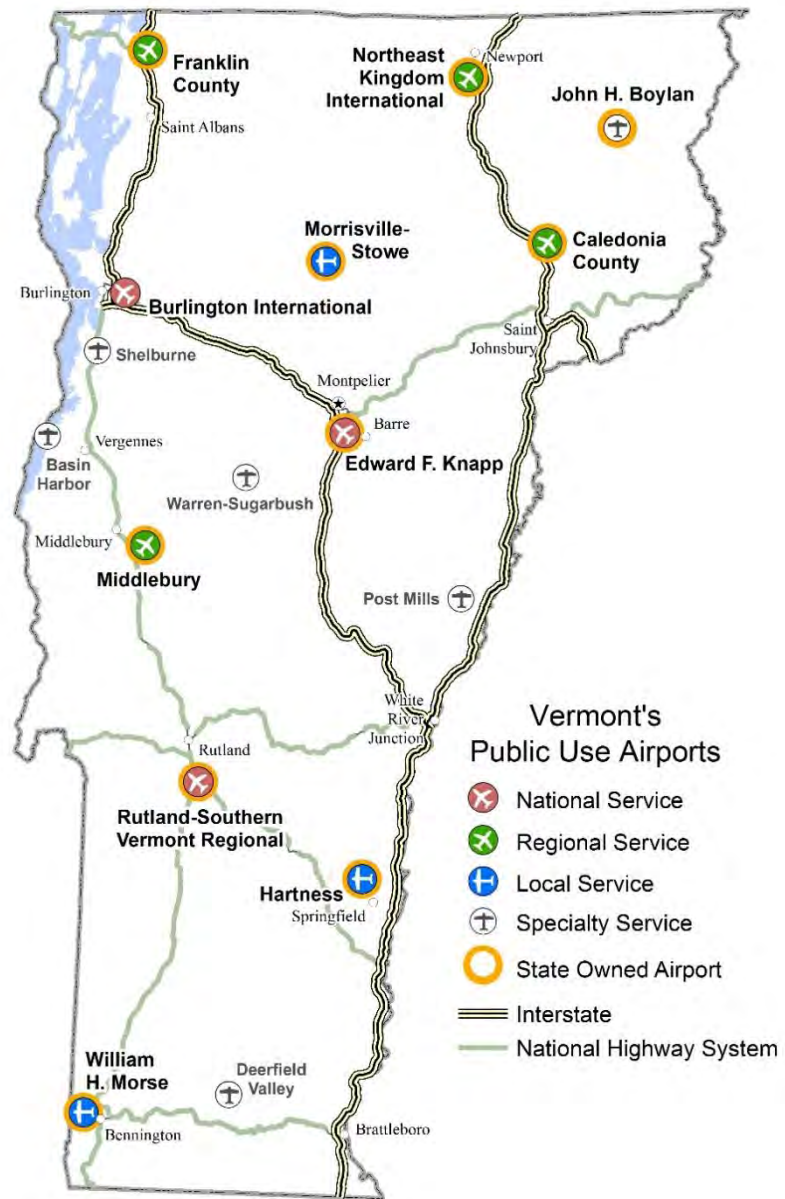 Franklin
County
Northeast
Kingdom
International
Newport
John H. Boylan
Saint Albans
Morrisville-
Stowe
Caledonia
County
Burlington
Burlington International
Saint
Johnsbury
Shelburne
Montpelier
Barre
Edward F. Knapp
Basin
Harbor
Vergennes
Warren-Sugarbush
Middlebury
Middlebury
Post Mills
White
River
Junction
Rutland
Rutland-Southern
Vermont Regional
Hartness
Springfield
William
H. Morse
Bennington
Deerfield
Valley
Brattleboro
Vermont's
Public Use Airports
National Service
Regional Service
Local Service
Specialty Service
State Owned Airport
Interstate
National Highway System